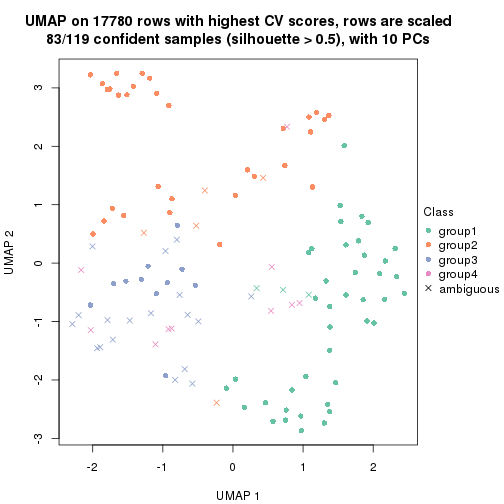 UMAP on 17780 rows with highest CV scores, rows are scaled
83/119 confident samples (silhouette > 0.5), with 10 PCs
3
2
1
0
-1
-2
-3
UMAP 2
-2
-1
0
1
2
UMAP 1
Class
group1
group2
group3
group4
ambiguous